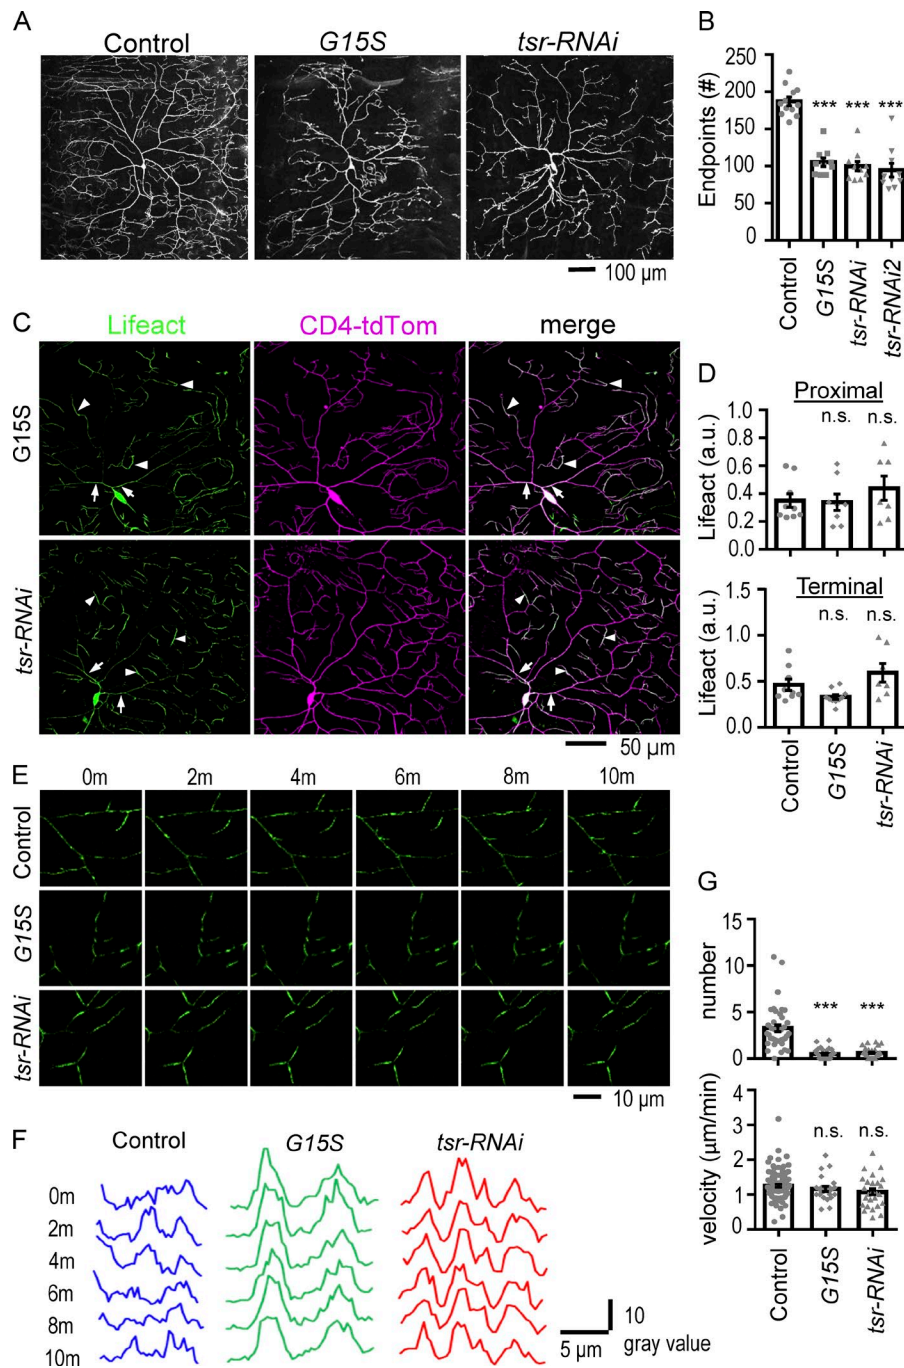 A
Control
G15S
tsr-RNAi
100 µm
B
Endpoints (#)
250
200
150
100
50
0
*** *** ***
Control
G15S
tsr-RNAi
tsr-RNAi2
C
Lifeact
CD4-tdTom
merge
G15S
tsr-RNAi
50 µm
D
Proximal
n.s. n.s.
Lifeact (a.u.)
1.0
0.8
0.6
0.4
0.2
0.0
Terminal
n.s. n.s.
Lifeact (a.u.)
1.5
1.0
0.5
0.0
Control
G15S
tsr-RNAi
E
0m 2m 4m 6m 8m 10m
Control
G15S
tsr-RNAi
10 µm
F
Control
G15S
tsr-RNAi
0m
2m
4m
6m
8m
10m
10
gray value
5 µm
G
number
15
10
5
0
*** ***
velocity (µm/min)
4
3
2
1
0
n.s. n.s.
Control
G15S
tsr-RNAi